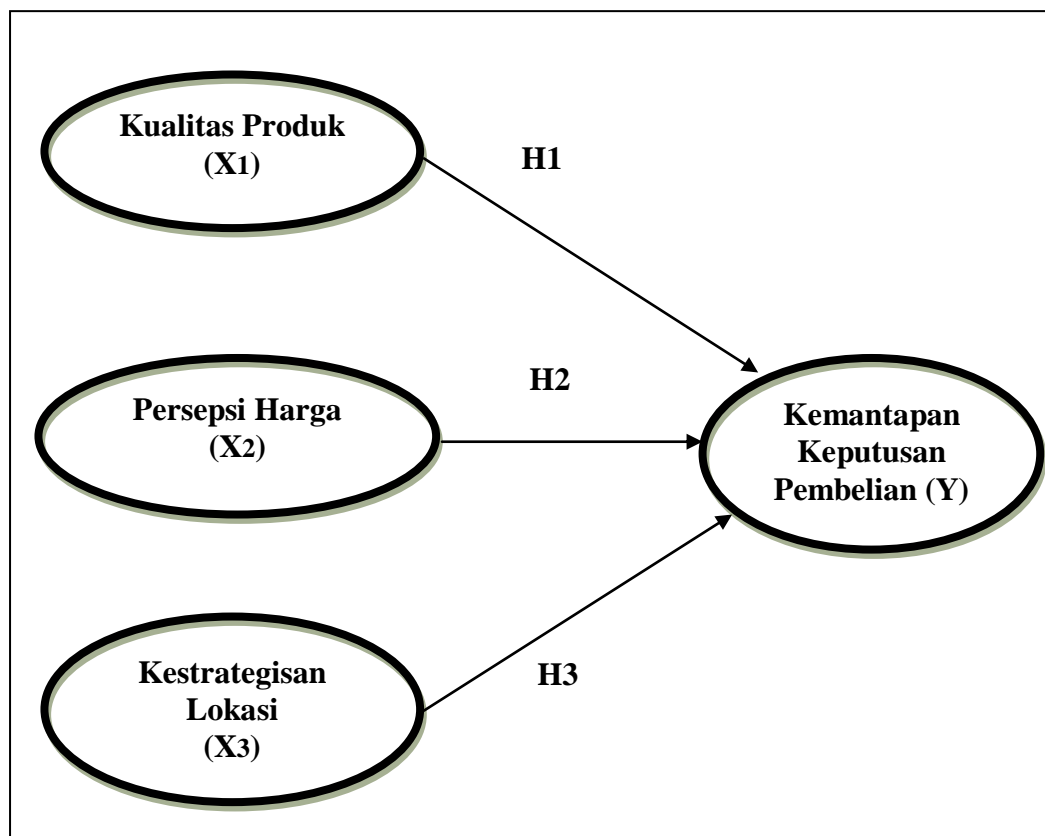 Kualitas Produk
(X1)
H1
Persepsi Harga
(X2)
H2
Kemantapan
Keputusan
Pembelian (Y)
Kestrategisan
Lokasi
(X3)
H3